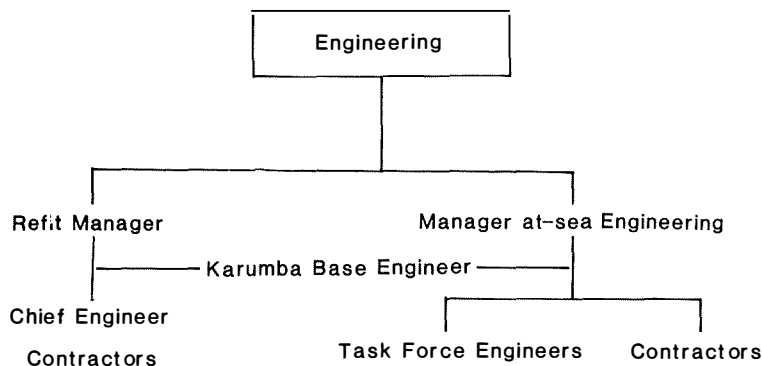 Engineering
Refit Manager
Manager at-sea Engineering
Karumba Base Engineer
Chief Engineer
Contractors
Task Force Engineers
Contractors